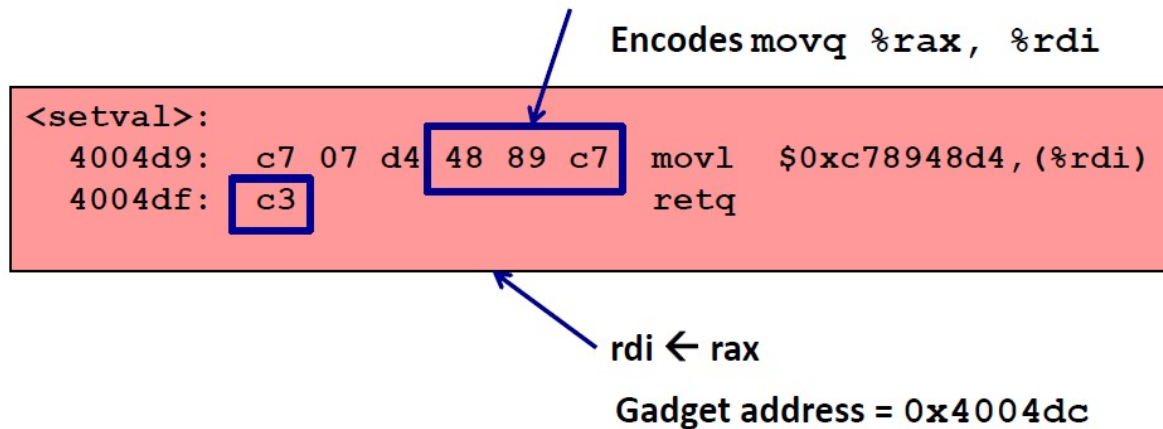 Encodes movq %rax, %rdi
<setval>:
4004d9: c7 07 d4 48 89 c7 movl $0xc78948d4,(%rdi)
4004df: c3 retq
rdi ← rax
Gadget address = 0x4004dc